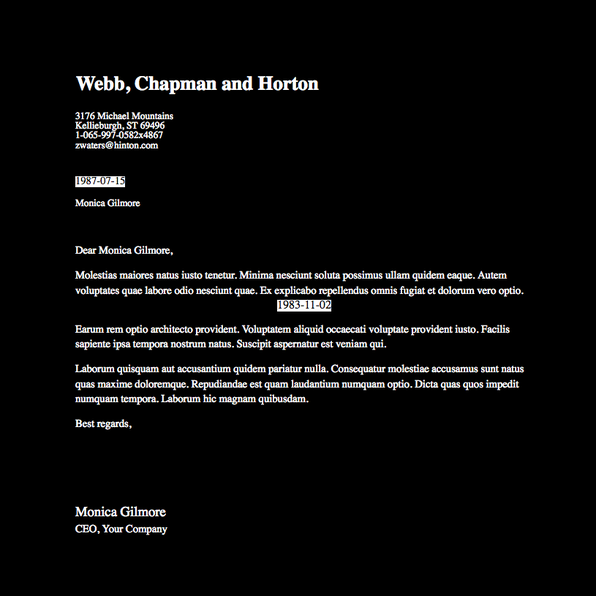 Webb, Chapman and Horton
3176 Michael Mountains
Kellieburgh, ST 69496
1-065-997-0582x4867
zwaters@hinton.com
1987-07-15
Monica Gilmore
Dear Monica Gilmore,
Molestias maiores natus iusto tenetur. Minima nesciunt soluta possimus ullam quidem eaque. Autem
voluptates quae labore odio nesciunt quae. Ex explicabo repellendus omnis fugiat et dolorum vero optio.
1983-11-02
Earum rem optio architecto provident. Voluptatem aliquid occaecati voluptate provident iusto. Facilis
sapiente ipsa tempora nostrum natus. Suscipit aspernatur est veniam qui.
Laborum quisquam aut accusantium quidem pariatur nulla. Consequatur molestiae accusamus sunt natus
quas maxime doloremque. Repudiandae est quam laudantium numquam optio. Dicta quas quos impedit
numquam tempora. Laborum hic magnam quibusdam.
Best regards,
Monica Gilmore
CEO, Your Company